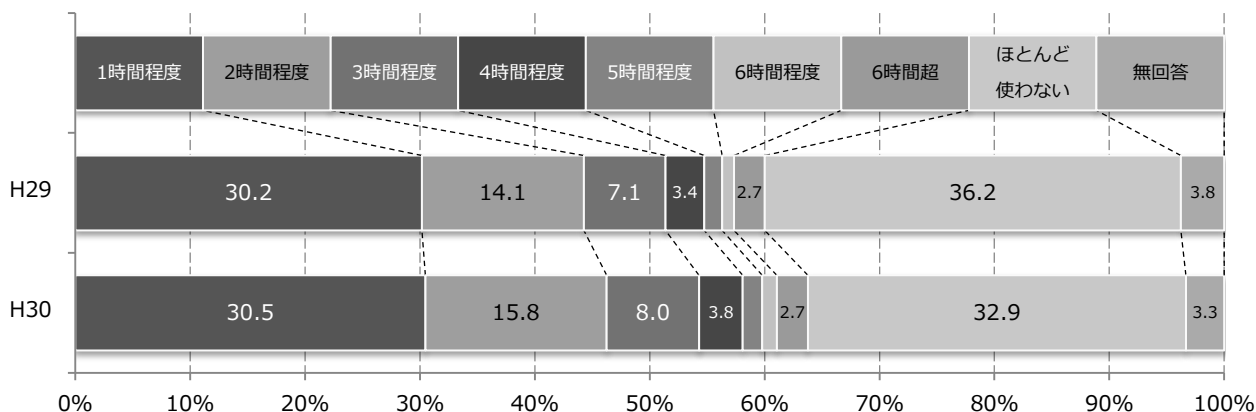 1時間程度 2時間程度 3時間程度 4時間程度 5時間程度 6時間程度 6時間超 ほとんど 無回答
使わない
H29 30.2 14.1 7.1 3.4 2.7 36.2 3.8
H30 30.5 15.8 8.0 3.8 2.7 32.9 3.3
0% 10% 20% 30% 40% 50% 60% 70% 80% 90% 100%